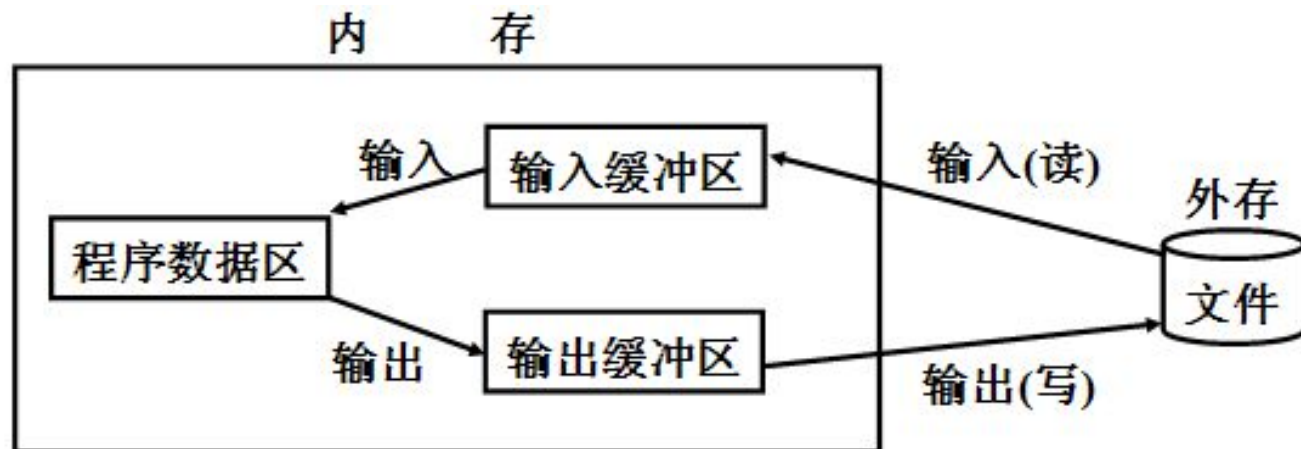 内 存
输入
输入缓冲区
输入(读)
外存
程序数据区
文件
输出
输出缓冲区
输出(写)